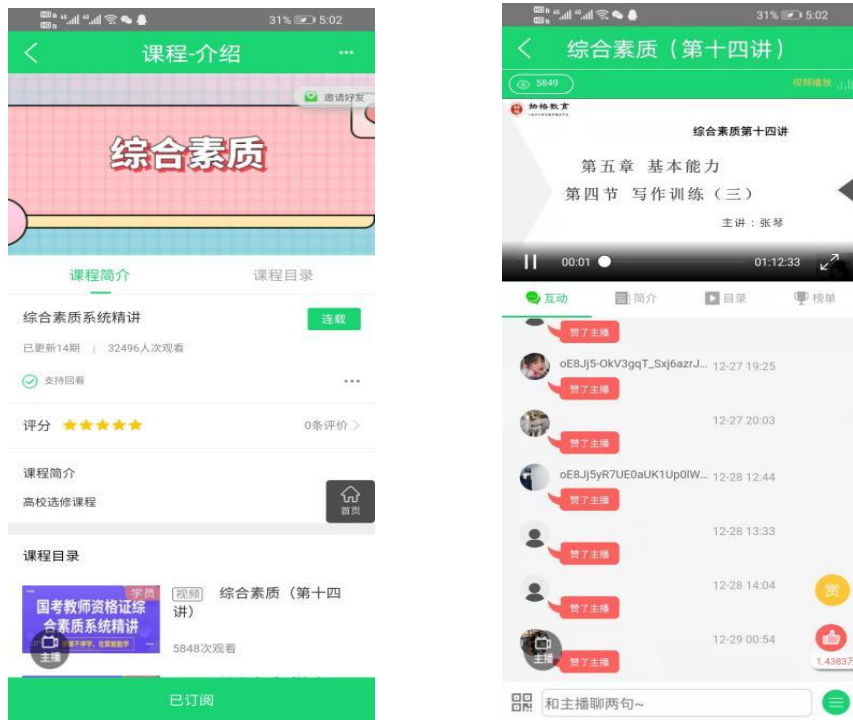 31% 5:02
课程-介绍
邀请好友
综合素质
课程简介
课程目录
综合素质系统精讲
连载
已更新14期 | 32496人次观看
支持回看
评分
0条评价
课程简介
高校选修课程
首页
课程目录
学员
国考教师资格证综
合素质系统精讲
主播
视频 综合素质（第十四
讲）
5848次观看
已订阅
31% 5:02
综合素质（第十四讲）
5849
视频播放
综合素质第十四讲
第五章 基本能力
第四节 写作训练（三）
主讲：张琴
00:01
01:12:33
互动
简介
目录
榜单
赞了主播
oE8Jj5-OkV3gqT_Sxj6azrJ... 12-27 19:25
赞了主播
12-27 20:03
赞了主播
oE8Jj5yR7UE0aUK1Up0lW... 12-28 12:44
赞了主播
12-28 13:33
赞了主播
12-28 14:04
赞了主播
赏
12-29 00:54
主播
赞了主播
1.4383万
和主播聊两句~